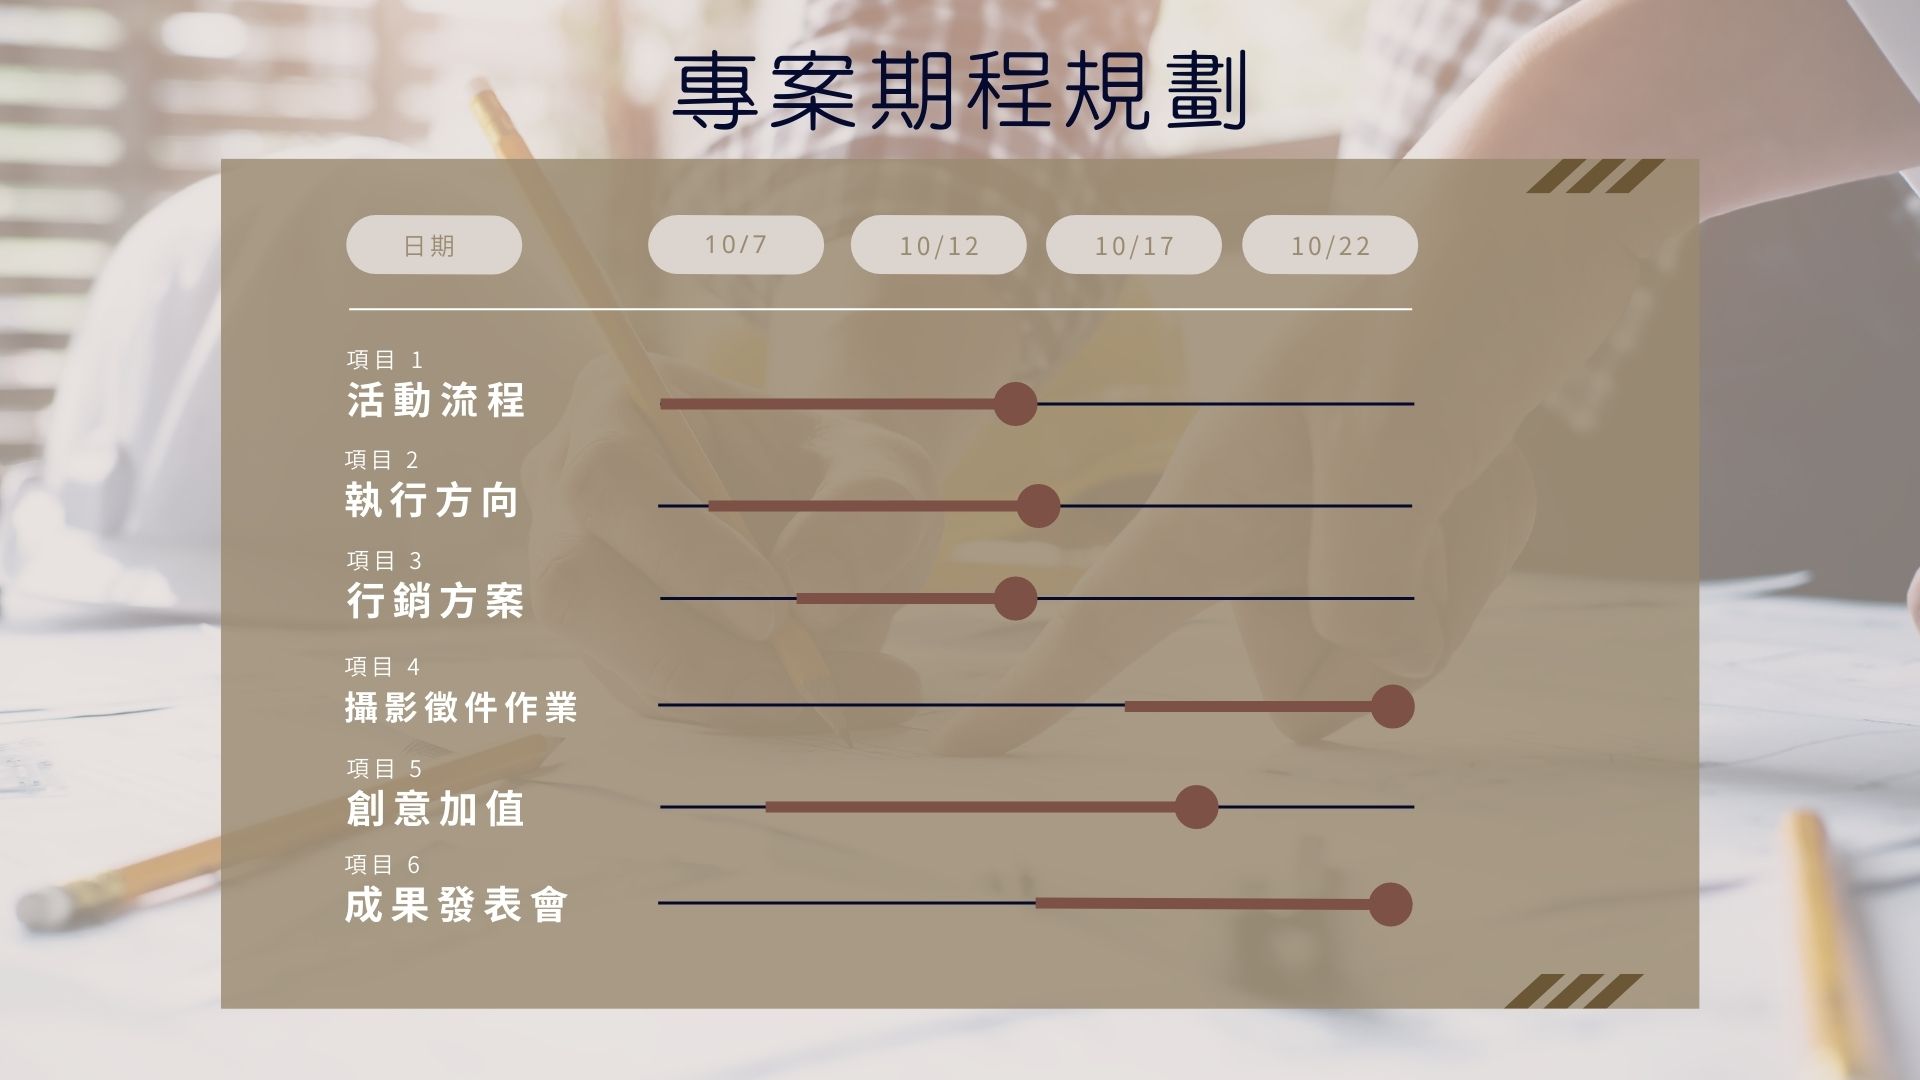 專案期程規劃
日期 10/7 10/12 10/17 10/22
項目 1
活動流程
項目 2
執行方向
項目 3
行銷方案
項目 4
攝影徵件作業
項目 5
創意加值
項目 6
成果發表會